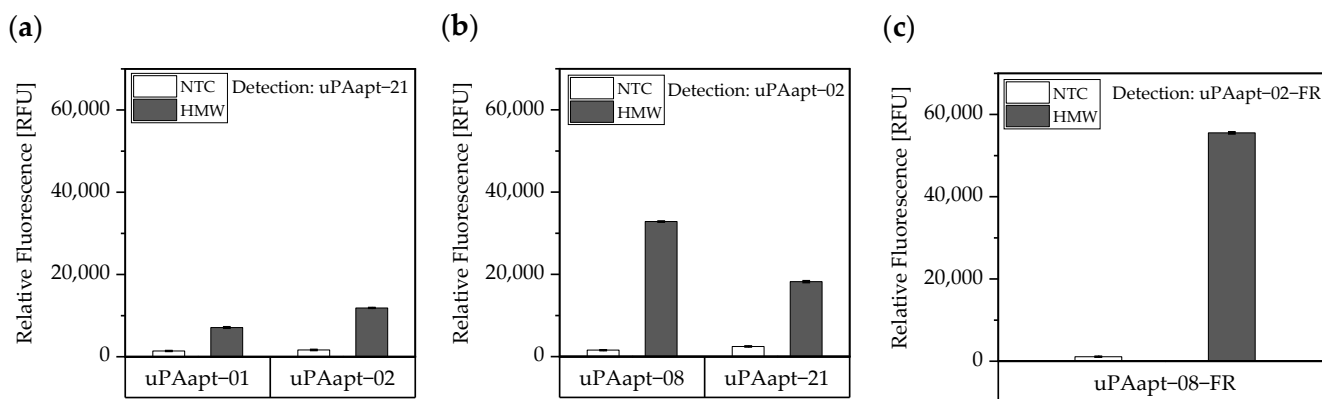 (a)
Relative Fluorescence [RFU]
60,000
40,000
20,000
0
NTC
HMW
Detection: uPAapt−21
uPAapt−01
uPAapt−02
(b)
Relative Fluorescence [RFU]
60,000
40,000
20,000
0
NTC
HMW
Detection: uPAapt−02
uPAapt−08
uPAapt−21
(c)
Relative Fluorescence [RFU]
60,000
40,000
20,000
0
NTC
HMW
Detection: uPAapt−02−FR
uPAapt−08−FR